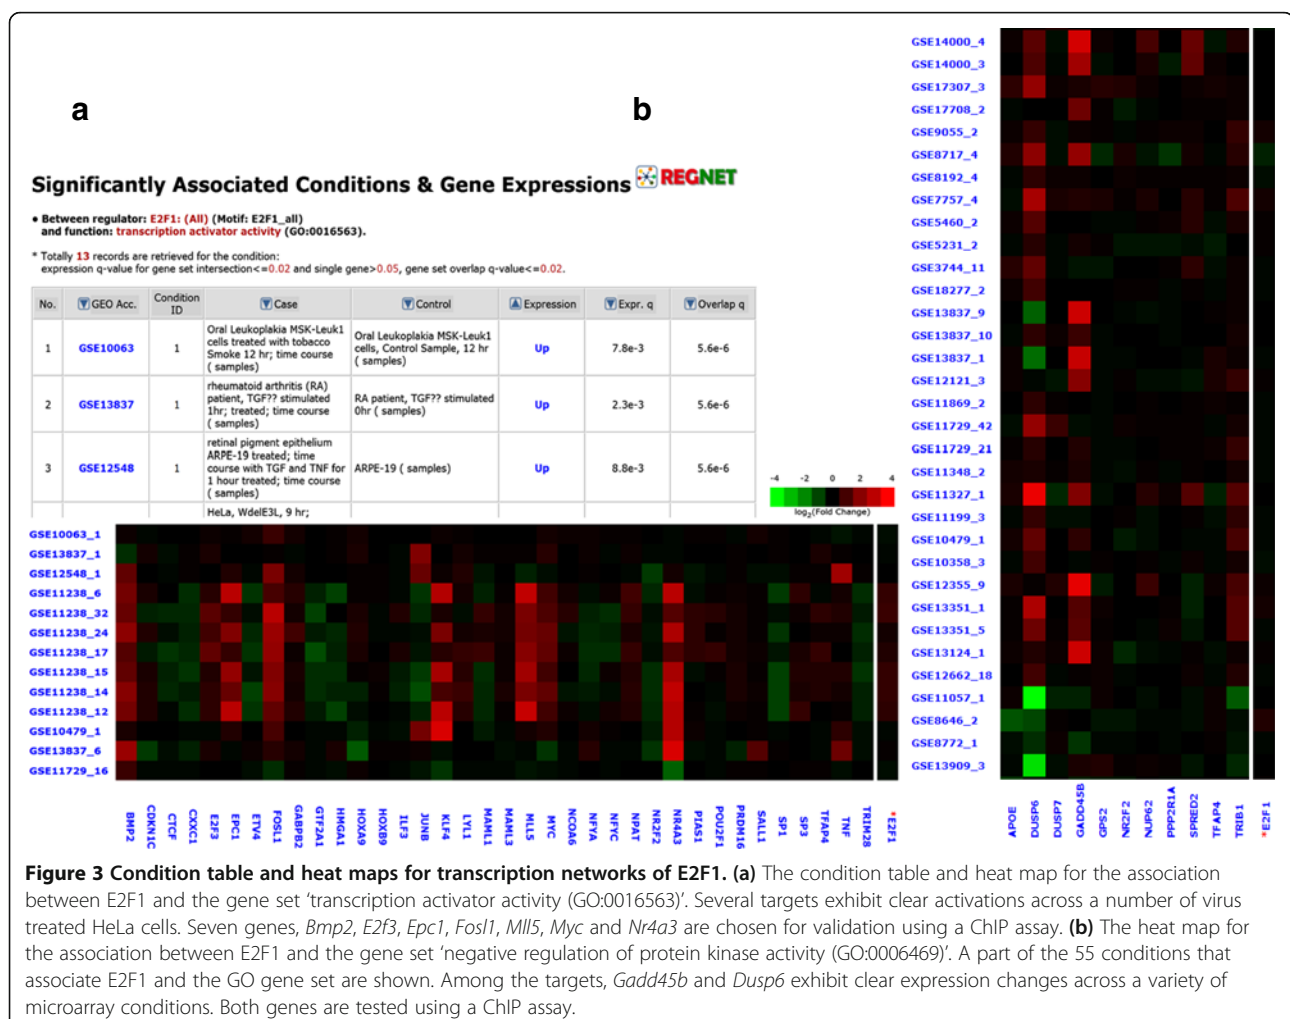 a
b
Significantly Associated Conditions & Gene Expressions REGNET
• Between regulator: E2F1: (All) (Motif: E2F1_all)
and function: transcription activator activity (GO:0016563).
* Totally 13 records are retrieved for the condition:
expression q-value for gene set intersection<=0.02 and single gene>0.05, gene set overlap q-value<=0.02.
No. GEO Acc. Condition ID Case Control Expression Expr. q Overlap q
1 GSE10063 1 Oral Leukoplakia MSK-Leuk1 cells treated with tobacco Smoke 12 hr; time course ( samples) Oral Leukoplakia MSK-Leuk1 cells, Control Sample, 12 hr ( samples) Up 7.8e-3 5.6e-6
2 GSE13837 1 rheumatoid arthritis (RA) patient, TGF?? stimulated 1hr; treated; time course ( samples) RA patient, TGF?? stimulated 0hr ( samples) Up 2.3e-3 5.6e-6
3 GSE12548 1 retinal pigment epithelium ARPE-19 treated; time course with TGF and TNF for 1 hour treated; time course ( samples) ARPE-19 ( samples) Up 8.8e-3 5.6e-6
HeLa, WdelE3L, 9 hr;
-4 -2 0 2 4
log2(Fold Change)
GSE10063_1
GSE13837_1
GSE12548_1
GSE11238_6
GSE11238_32
GSE11238_24
GSE11238_17
GSE11238_15
GSE11238_14
GSE11238_12
GSE10479_1
GSE13837_6
GSE11729_16
BMP2
CDKN1C
CTCF
CXXC1
E2F3
EPC1
ETV4
FOSL1
GABPB2
GTF2A1
HMGA1
HOXA9
HOXB9
ILF3
JUNB
KLF4
LYL1
MAML1
MAML3
MLL5
MYC
NCOA6
NFYA
NFYC
NPAT
NR2F2
NR4A3
PIAS1
POU2F1
PRDM16
SALL1
SP1
SP3
TFAP4
TNF
TRIM28
*E2F1
GSE14000_4
GSE14000_3
GSE17307_3
GSE17708_2
GSE9055_2
GSE8717_4
GSE8192_4
GSE7757_4
GSE5460_2
GSE5231_2
GSE3744_11
GSE18277_2
GSE13837_9
GSE13837_10
GSE13837_1
GSE12121_3
GSE11869_2
GSE11729_42
GSE11729_21
GSE11348_2
GSE11327_1
GSE11199_3
GSE10479_1
GSE10358_3
GSE12355_9
GSE13351_1
GSE13351_5
GSE13124_1
GSE12662_18
GSE11057_1
GSE8646_2
GSE8772_1
GSE13909_3
APOE
DUSP6
DUSP7
GADD45B
GPS2
NR2F2
NUP62
PPP2R1A
SPRED2
TFAP4
TRIB1
*E2F1
Figure 3 Condition table and heat maps for transcription networks of E2F1. (a) The condition table and heat map for the association
between E2F1 and the gene set ‘transcription activator activity (GO:0016563)’. Several targets exhibit clear activations across a number of virus
treated HeLa cells. Seven genes, Bmp2, E2f3, Epc1, Fosl1, Mll5, Myc and Nr4a3 are chosen for validation using a ChIP assay. (b) The heat map for
the association between E2F1 and the gene set ‘negative regulation of protein kinase activity (GO:0006469)’. A part of the 55 conditions that
associate E2F1 and the GO gene set are shown. Among the targets, Gadd45b and Dusp6 exhibit clear expression changes across a variety of
microarray conditions. Both genes are tested using a ChIP assay.